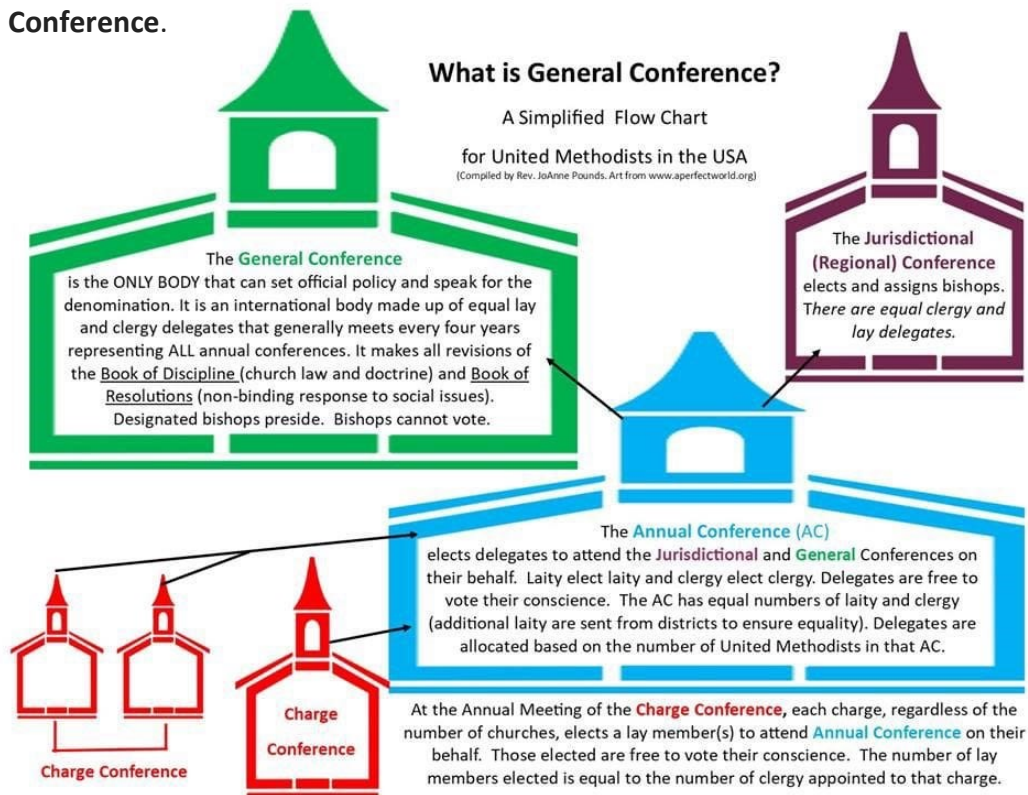 Conference.
What is General Conference?
A Simplified Flow Chart
for United Methodists in the USA
(Compiled by Rev. JoAnne Pounds. Art from www.aperfectworld.org)
The General Conference
is the ONLY BODY that can set official policy and speak for the
denomination. It is an international body made up of equal lay
and clergy delegates that generally meets every four years
representing ALL annual conferences. It makes all revisions of
the Book of Discipline (church law and doctrine) and Book of
Resolutions (non-binding response to social issues).
Designated bishops preside. Bishops cannot vote.
The Jurisdictional
(Regional) Conference
elects and assigns bishops.
There are equal clergy and
lay delegates.
The Annual Conference (AC)
elects delegates to attend the Jurisdictional and General Conferences on
their behalf. Laity elect laity and clergy elect clergy. Delegates are free to
vote their conscience. The AC has equal numbers of laity and clergy
(additional laity are sent from districts to ensure equality). Delegates are
allocated based on the number of United Methodists in that AC.
Charge Conference
Charge
Conference
At the Annual Meeting of the Charge Conference, each charge, regardless of the
number of churches, elects a lay member(s) to attend Annual Conference on their
behalf. Those elected are free to vote their conscience. The number of lay
members elected is equal to the number of clergy appointed to that charge.